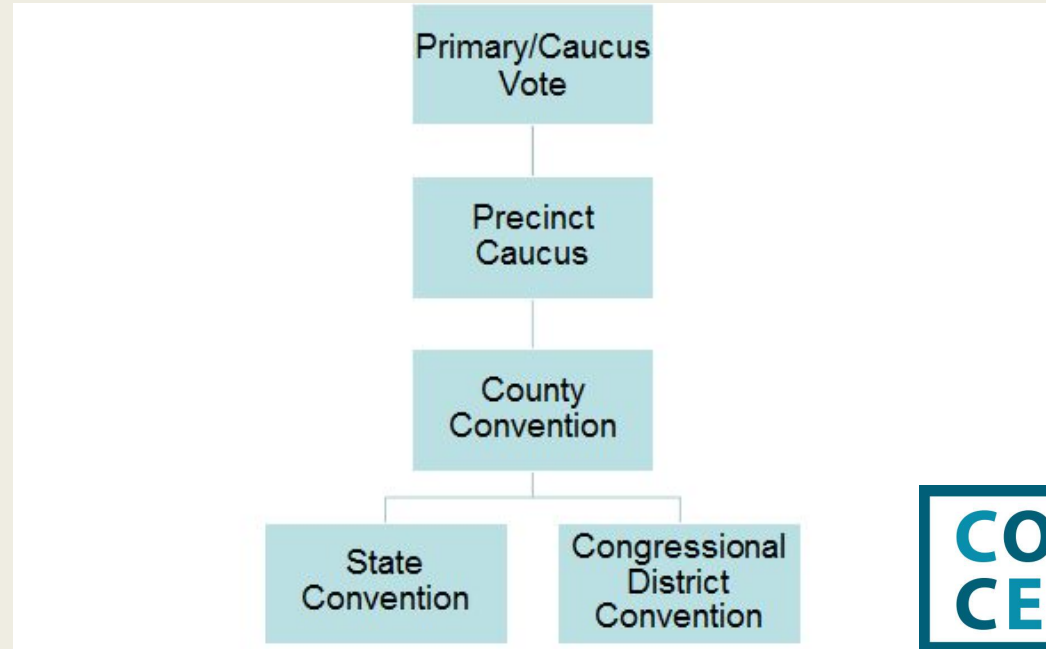 Primary/Caucus
Vote
Precinct
Caucus
County
Convention
State
Convention
Congressional
District
Convention
CO
CE